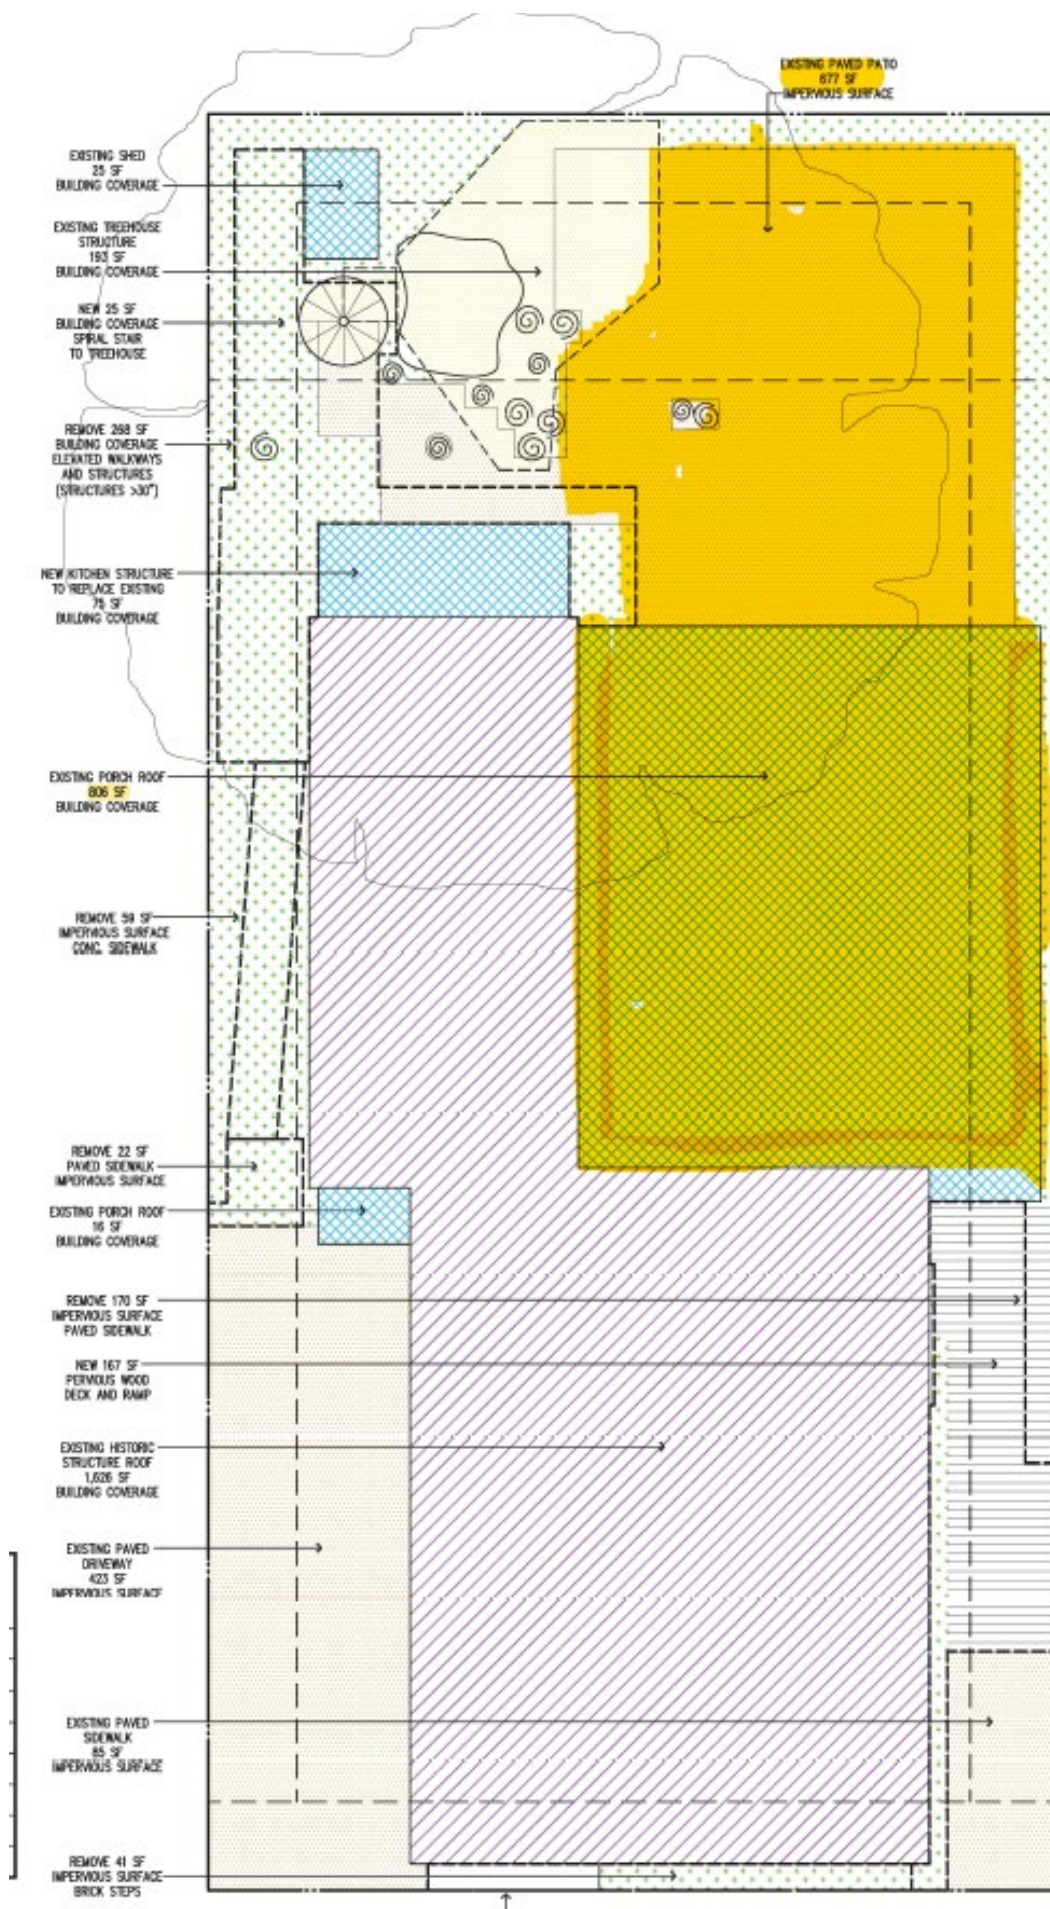 EXISTING PAVED PATIO
677 SF
IMPERVIOUS SURFACE
EXISTING SHED
25 SF
BUILDING COVERAGE
EXISTING TREEHOUSE
STRUCTURE
193 SF
BUILDING COVERAGE
NEW 25 SF
BUILDING COVERAGE
SPIRAL STAIR
TO TREEHOUSE
REMOVE 268 SF
BUILDING COVERAGE
ELEVATED WALKWAYS
AND STRUCTURES
(STRUCTURES >30")
NEW KITCHEN STRUCTURE
TO REPLACE EXISTING
75 SF
BUILDING COVERAGE
EXISTING PORCH ROOF
806 SF
BUILDING COVERAGE
REMOVE 59 SF
IMPERVIOUS SURFACE
CONC. SIDEWALK
REMOVE 22 SF
PAVED SIDEWALK
IMPERVIOUS SURFACE
EXISTING PORCH ROOF
16 SF
BUILDING COVERAGE
REMOVE 170 SF
IMPERVIOUS SURFACE
PAVED SIDEWALK
NEW 167 SF
PERVIOUS WOOD
DECK AND RAMP
EXISTING HISTORIC
STRUCTURE ROOF
1,626 SF
BUILDING COVERAGE
EXISTING PAVED
DRIVEWAY
423 SF
IMPERVIOUS SURFACE
EXISTING PAVED
SIDEWALK
85 SF
IMPERVIOUS SURFACE
REMOVE 41 SF
IMPERVIOUS SURFACE
BRICK STEPS